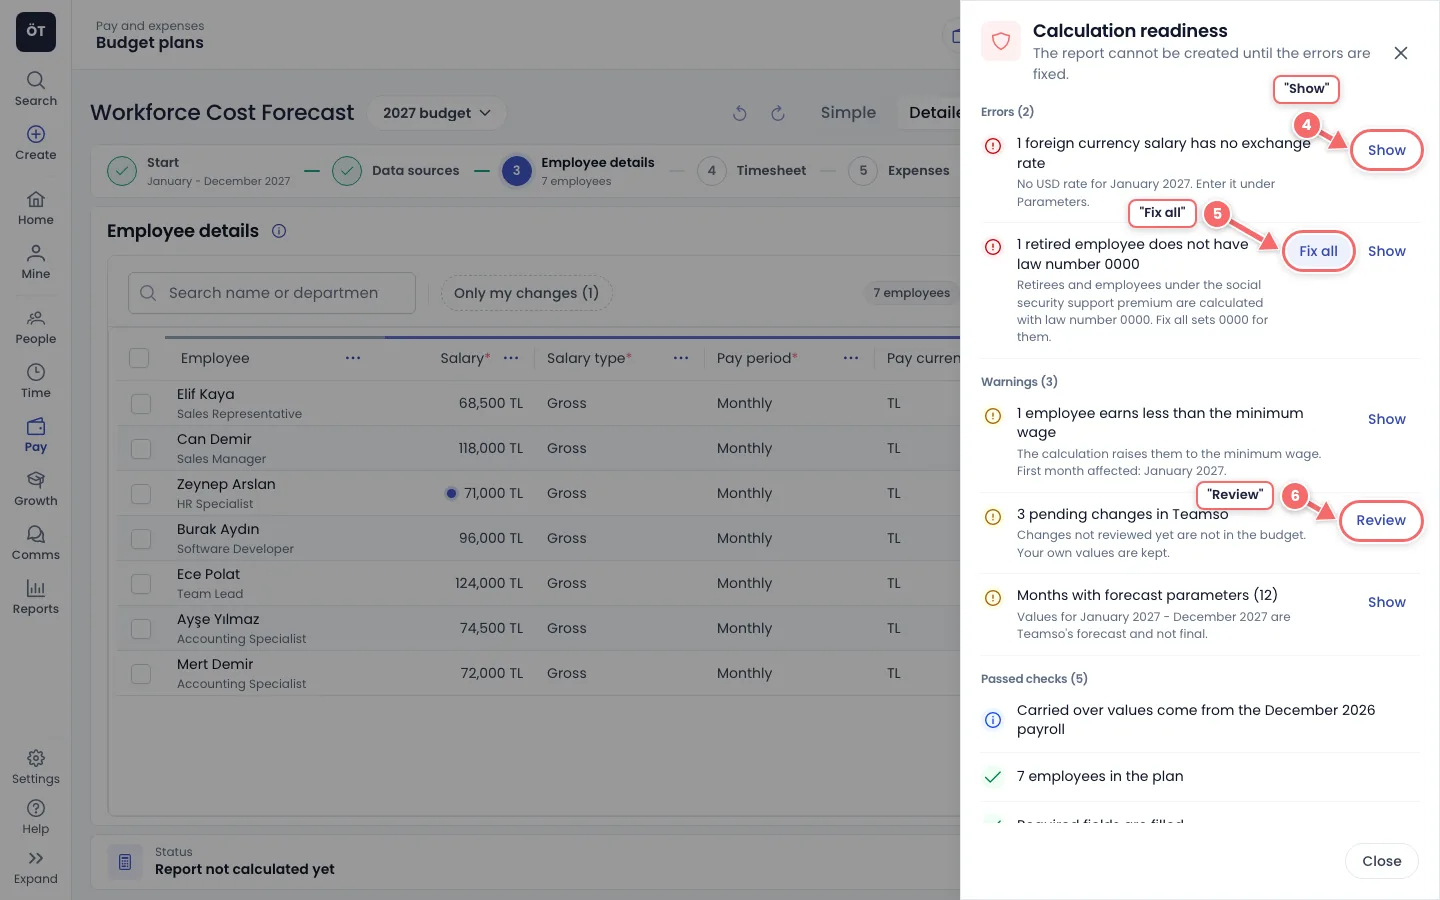 ÖT
Search
Create
Home
Mine
People
Time
Pay
Growth
Comms
Reports
Settings
Help
Expand
Pay and expenses
Budget plans
Workforce Cost Forecast
2027 budget
Simple
Detaile
Start
January - December 2027
Data sources
3
Employee details
7 employees
4
Timesheet
5
Expenses
Employee details
Search name or departmen
Only my changes (1)
7 employees
Employee
Salary*
Salary type*
Pay period*
Pay curren
Elif Kaya
Sales Representative
68,500 TL
Gross
Monthly
TL
Can Demir
Sales Manager
118,000 TL
Gross
Monthly
TL
Zeynep Arslan
HR Specialist
71,000 TL
Gross
Monthly
TL
Burak Aydın
Software Developer
96,000 TL
Gross
Monthly
TL
Ece Polat
Team Lead
124,000 TL
Gross
Monthly
TL
Ayşe Yılmaz
Accounting Specialist
74,500 TL
Gross
Monthly
TL
Mert Demir
Accounting Specialist
72,000 TL
Gross
Monthly
TL
Status
Report not calculated yet
Calculation readiness
The report cannot be created until the errors are
fixed.
"Show"
Errors (2)
4
1 foreign currency salary has no exchange
rate
No USD rate for January 2027. Enter it under
Parameters.
Show
"Fix all"
5
1 retired employee does not have
law number 0000
Retirees and employees under the social
security support premium are calculated
with law number 0000. Fix all sets 0000 for
them.
Fix all
Show
Warnings (3)
1 employee earns less than the minimum
wage
The calculation raises them to the minimum wage.
First month affected: January 2027.
Show
"Review"
6
3 pending changes in Teamso
Changes not reviewed yet are not in the budget.
Your own values are kept.
Review
Months with forecast parameters (12)
Values for January 2027 - December 2027 are
Teamso's forecast and not final.
Show
Passed checks (5)
Carried over values come from the December 2026
payroll
7 employees in the plan
Required fields are filled
Close